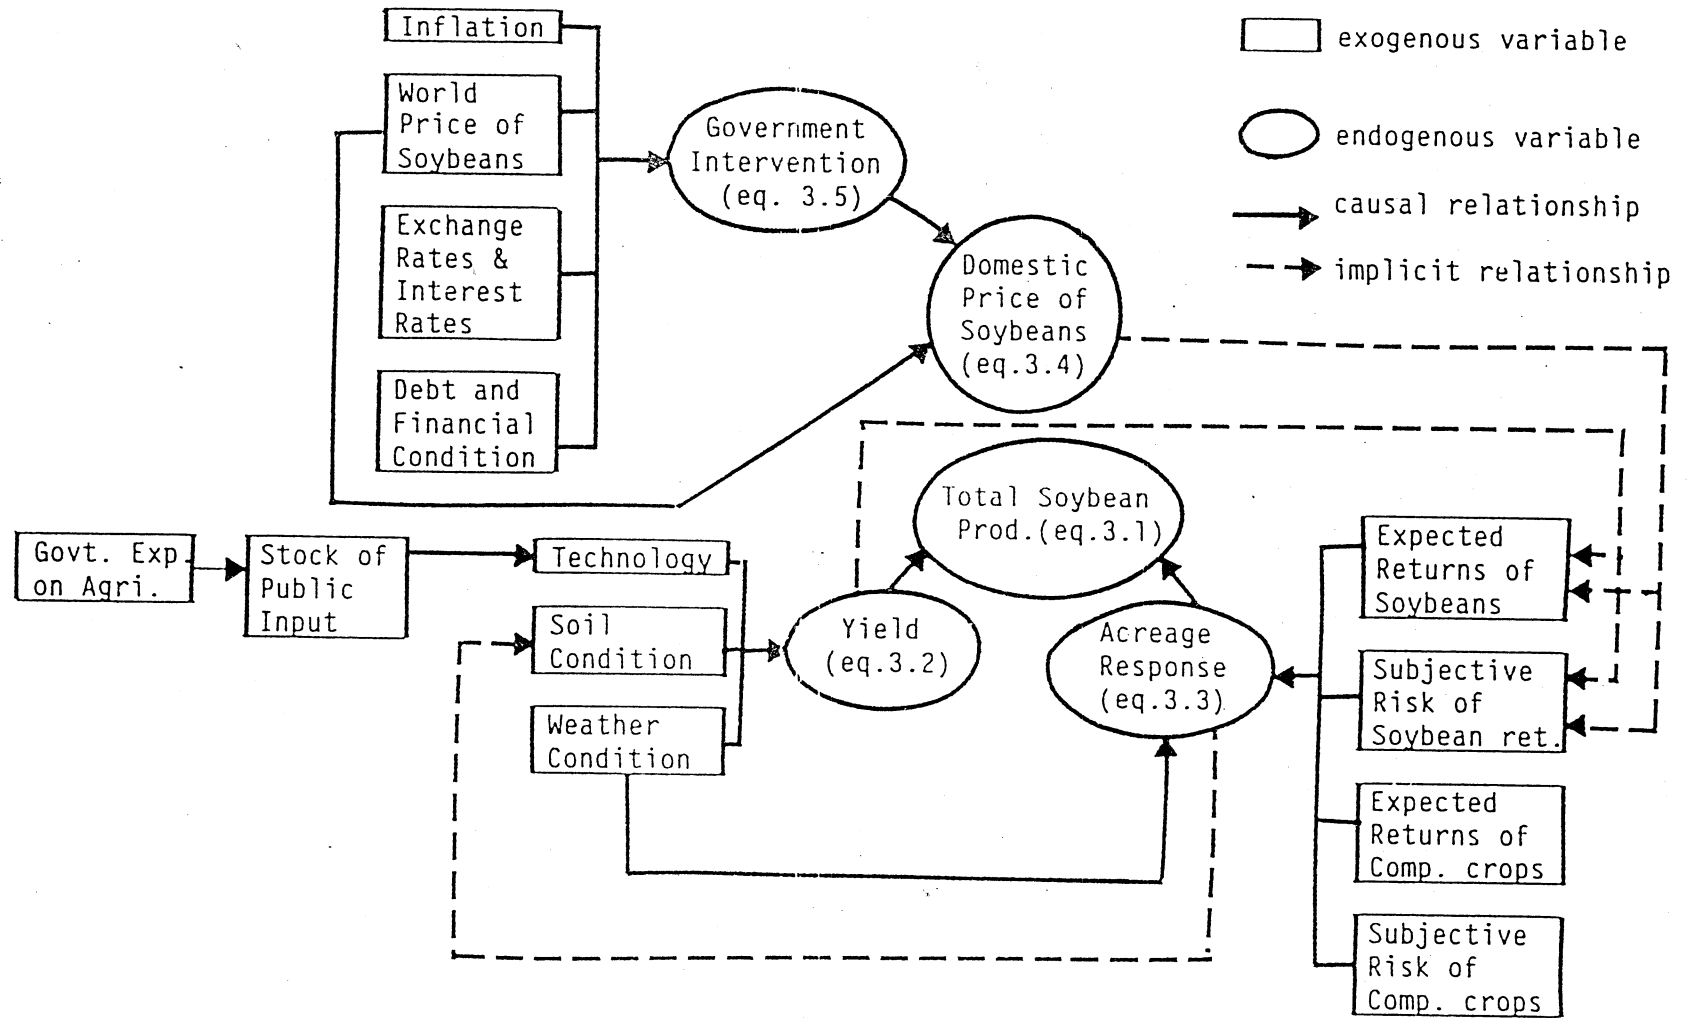 Inflation
World
Price of
Soybeans
Exchange
Rates &
Interest
Rates
Debt and
Financial
Condition
Government
Intervention
(eq. 3.5)
Domestic
Price of
Soybeans
(eq.3.4)
exogenous variable
endogenous variable
causal relationship
implicit relationship
Govt. Exp
on Agri.
Stock of
Public
Input
Technology
Soil
Condition
Weather
Condition
Yield
(eq.3.2)
Total Soybean
Prod.(eq.3.1)
Acreage
Response
(eq.3.3)
Expected
Returns of
Soybeans
Subjective
Risk of
Soybean ret.
Expected
Returns of
Comp. crops
Subjective
Risk of
Comp. crops